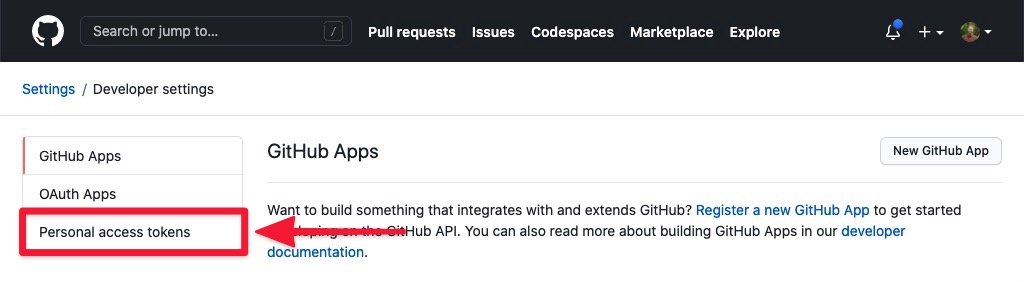 Search or jump to... /
Pull requests Issues Codespaces Marketplace Explore
Settings / Developer settings
GitHub Apps
OAuth Apps
Personal access tokens
GitHub Apps
New GitHub App
Want to build something that integrates with and extends GitHub? Register a new GitHub App to get started
on the GitHub API. You can also read more about building GitHub Apps in our developer
documentation.